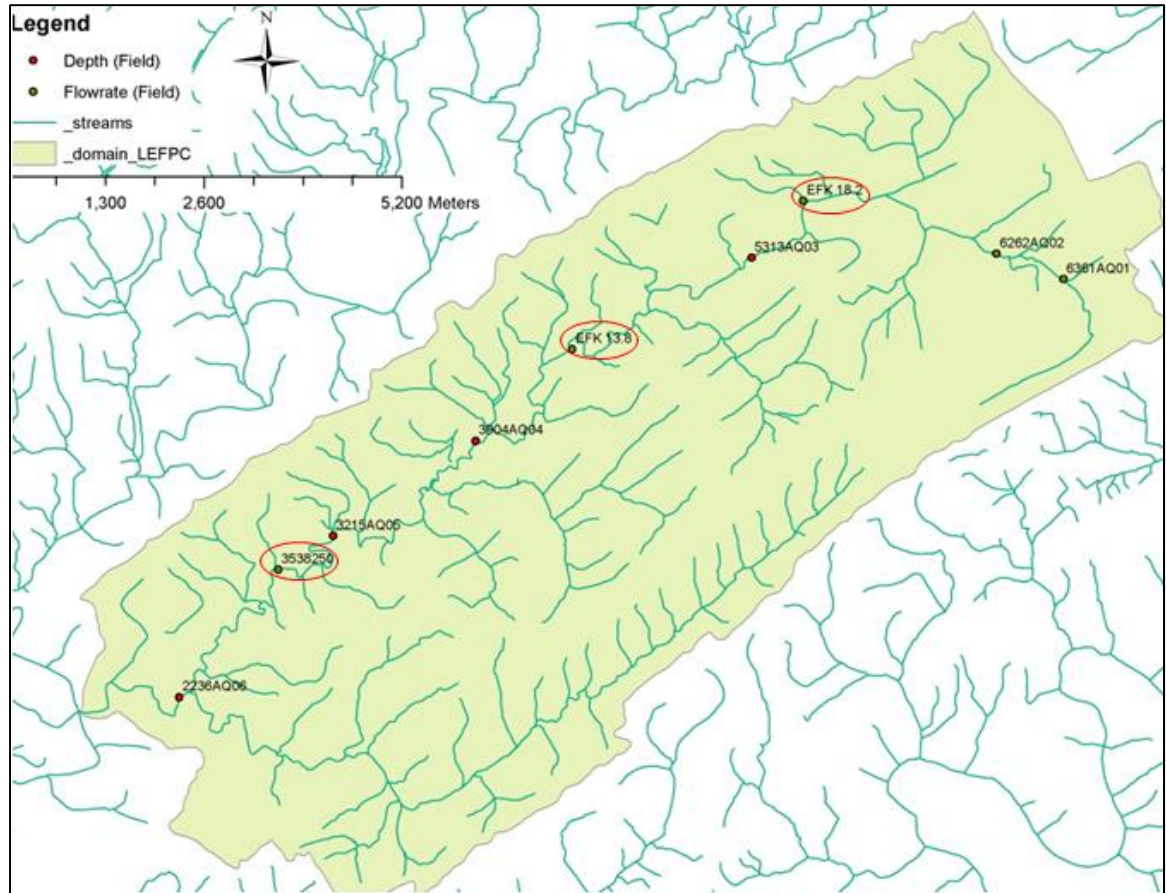 Legend
N
Depth (Field)
Flowrate (Field)
_streams
_domain_LEFPC
1,300 2,600 5,200 Meters
EFK 18.2
5313AQ03
6262AQ02
6361AQ01
EFK 13.8
3904AQ04
3215AQ05
3538250
2236AQ06